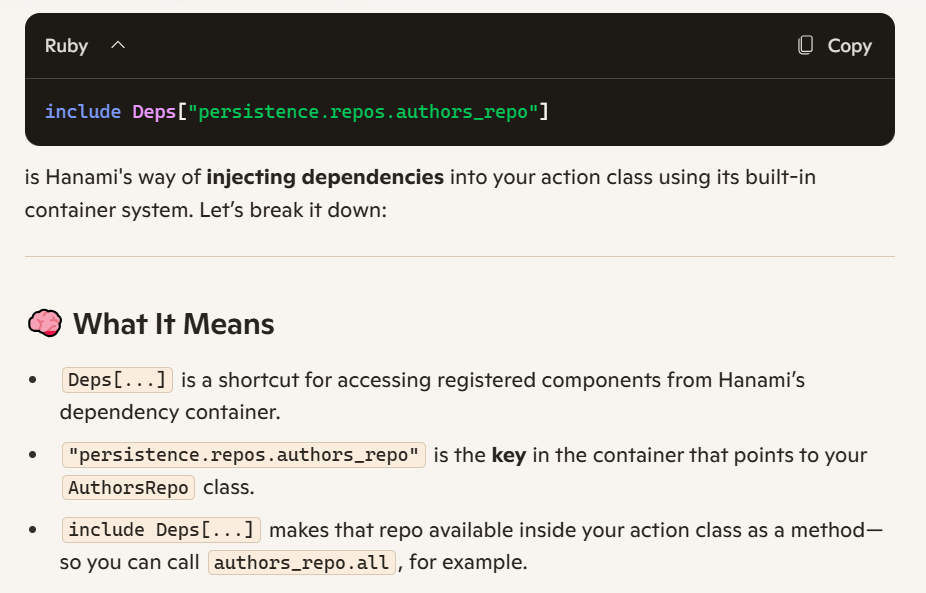 Ruby
Copy
include Deps["persistence.repos.authors_repo"]
is Hanami's way of injecting dependencies into your action class using its built-in
container system. Let’s break it down:
What It Means
• Deps[...] is a shortcut for accessing registered components from Hanami’s
dependency container.
• "persistence.repos.authors_repo" is the key in the container that points to your
AuthorsRepo class.
• include Deps[...] makes that repo available inside your action class as a method—
so you can call authors_repo.all, for example.